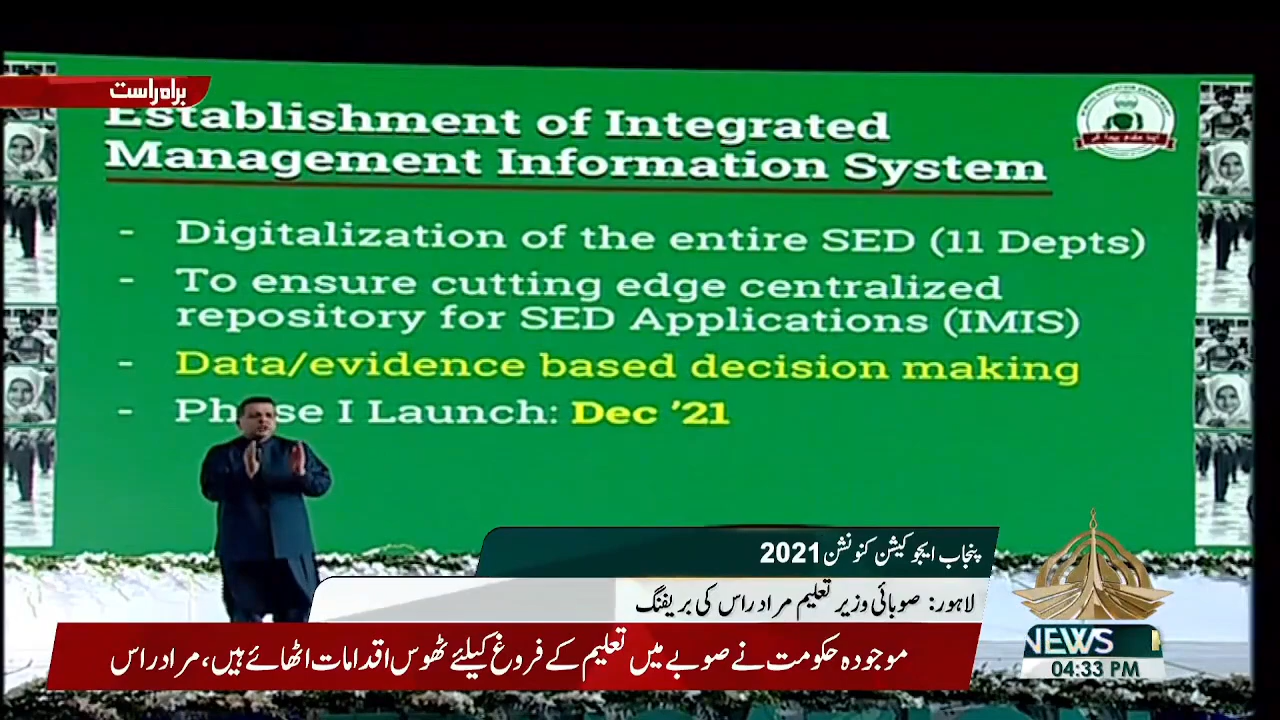 براہ راست
Establishment of Integrated
Management Information System
- Digitalization of the entire SED (11 Depts)
- To ensure cutting edge centralized
repository for SED Applications (IMIS)
- Data/evidence based decision making
- Phase I Launch: Dec '21
پنجاب ایجوکیشن کنونشن 2021
لاہور: صوبائی وزیر تعلیم مراد راس کی بریفنگ
موجودہ حکومت نے صوبے میں تعلیم کے فروغ کیلئے ٹھوس اقدامات اٹھائے ہیں، مراد راس
NEWS
04:33 PM